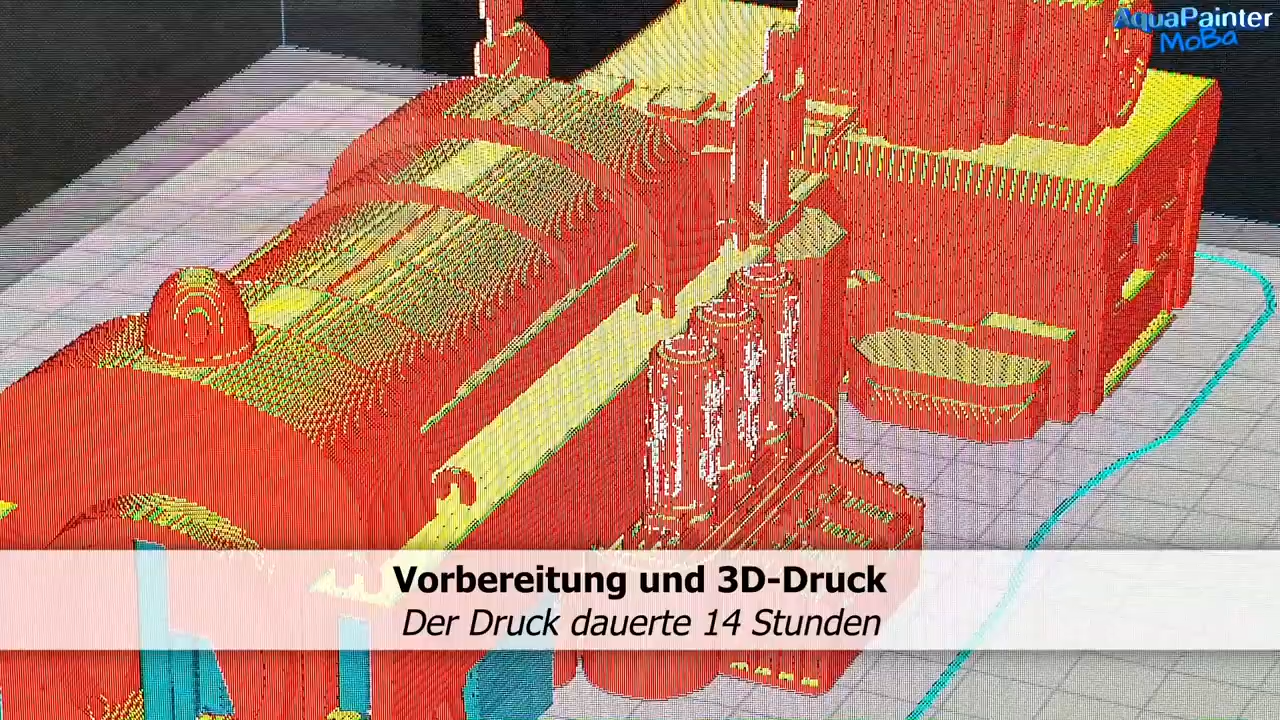 AquaPainter
MoBa
Vorbereitung und 3D-Druck
Der Druck dauerte 14 Stunden